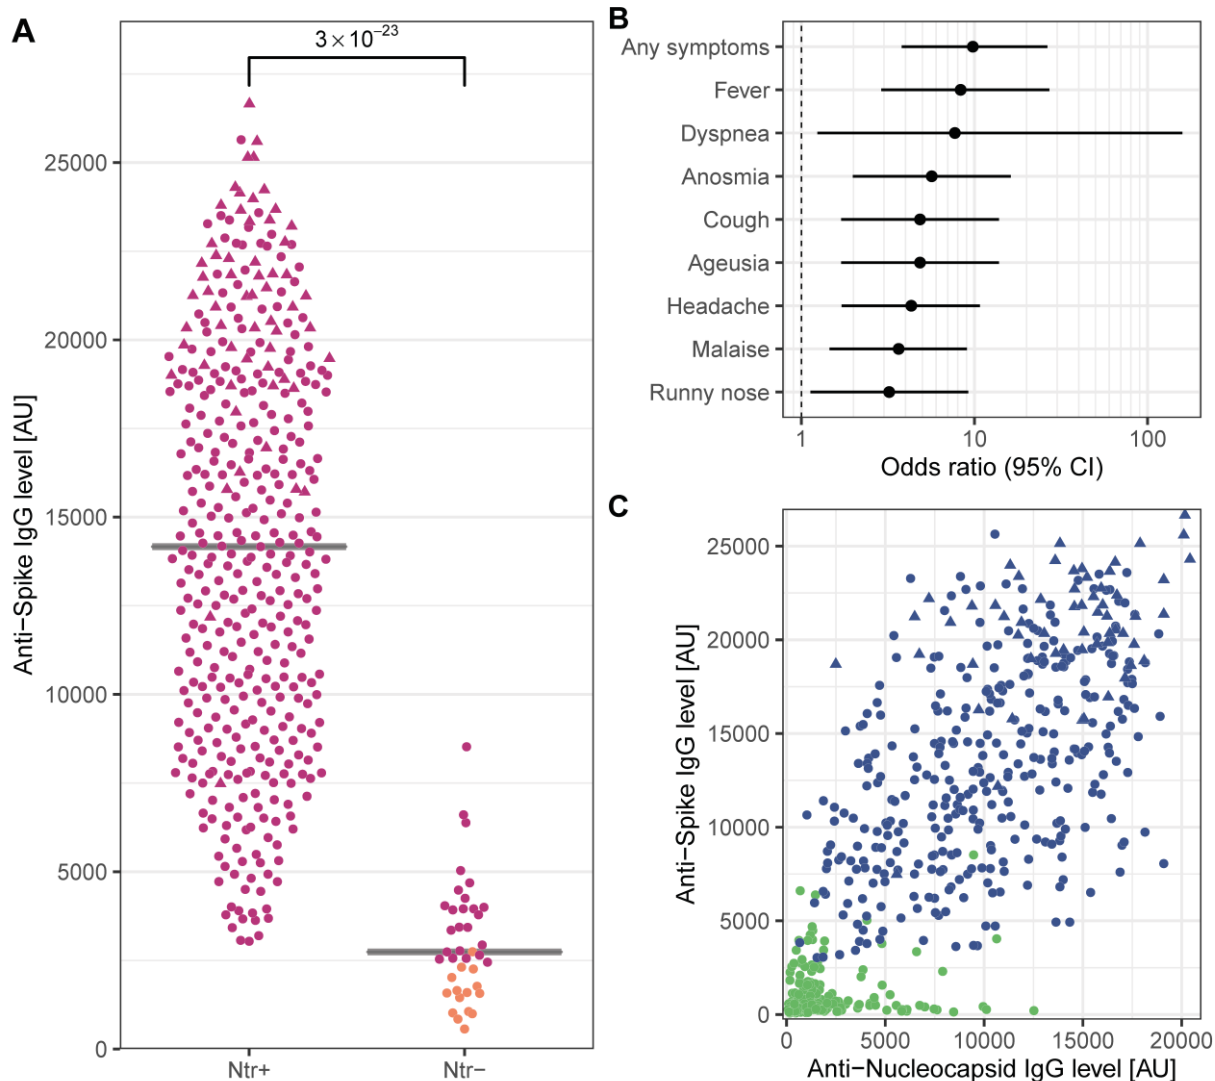 A
3×10⁻²³
Anti−Spike IgG level [AU]
25000
20000
15000
10000
5000
0
Ntr+
Ntr−
B
Any symptoms
Fever
Dyspnea
Anosmia
Cough
Ageusia
Headache
Malaise
Runny nose
1
10
100
Odds ratio (95% CI)
C
Anti−Spike IgG level [AU]
25000
20000
15000
10000
5000
0
0
5000
10000
15000
20000
Anti−Nucleocapsid IgG level [AU]